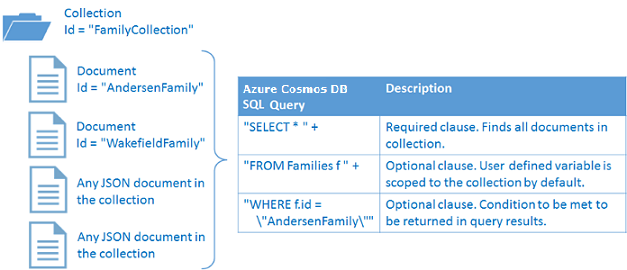 Collection
Id = "FamilyCollection"
Document
Id = "AndersenFamily"
Document
Id = "WakefieldFamily"
Any JSON document in
the collection
Any JSON document in
the collection
Azure Cosmos DB
SQL Query
Description
"SELECT * " +
Required clause. Finds all documents in
collection.
"FROM Families f " +
Optional clause. User defined variable is
scoped to the collection by default.
"WHERE f.id =
\"AndersenFamily\""
Optional clause. Condition to be met to
be returned in query results.